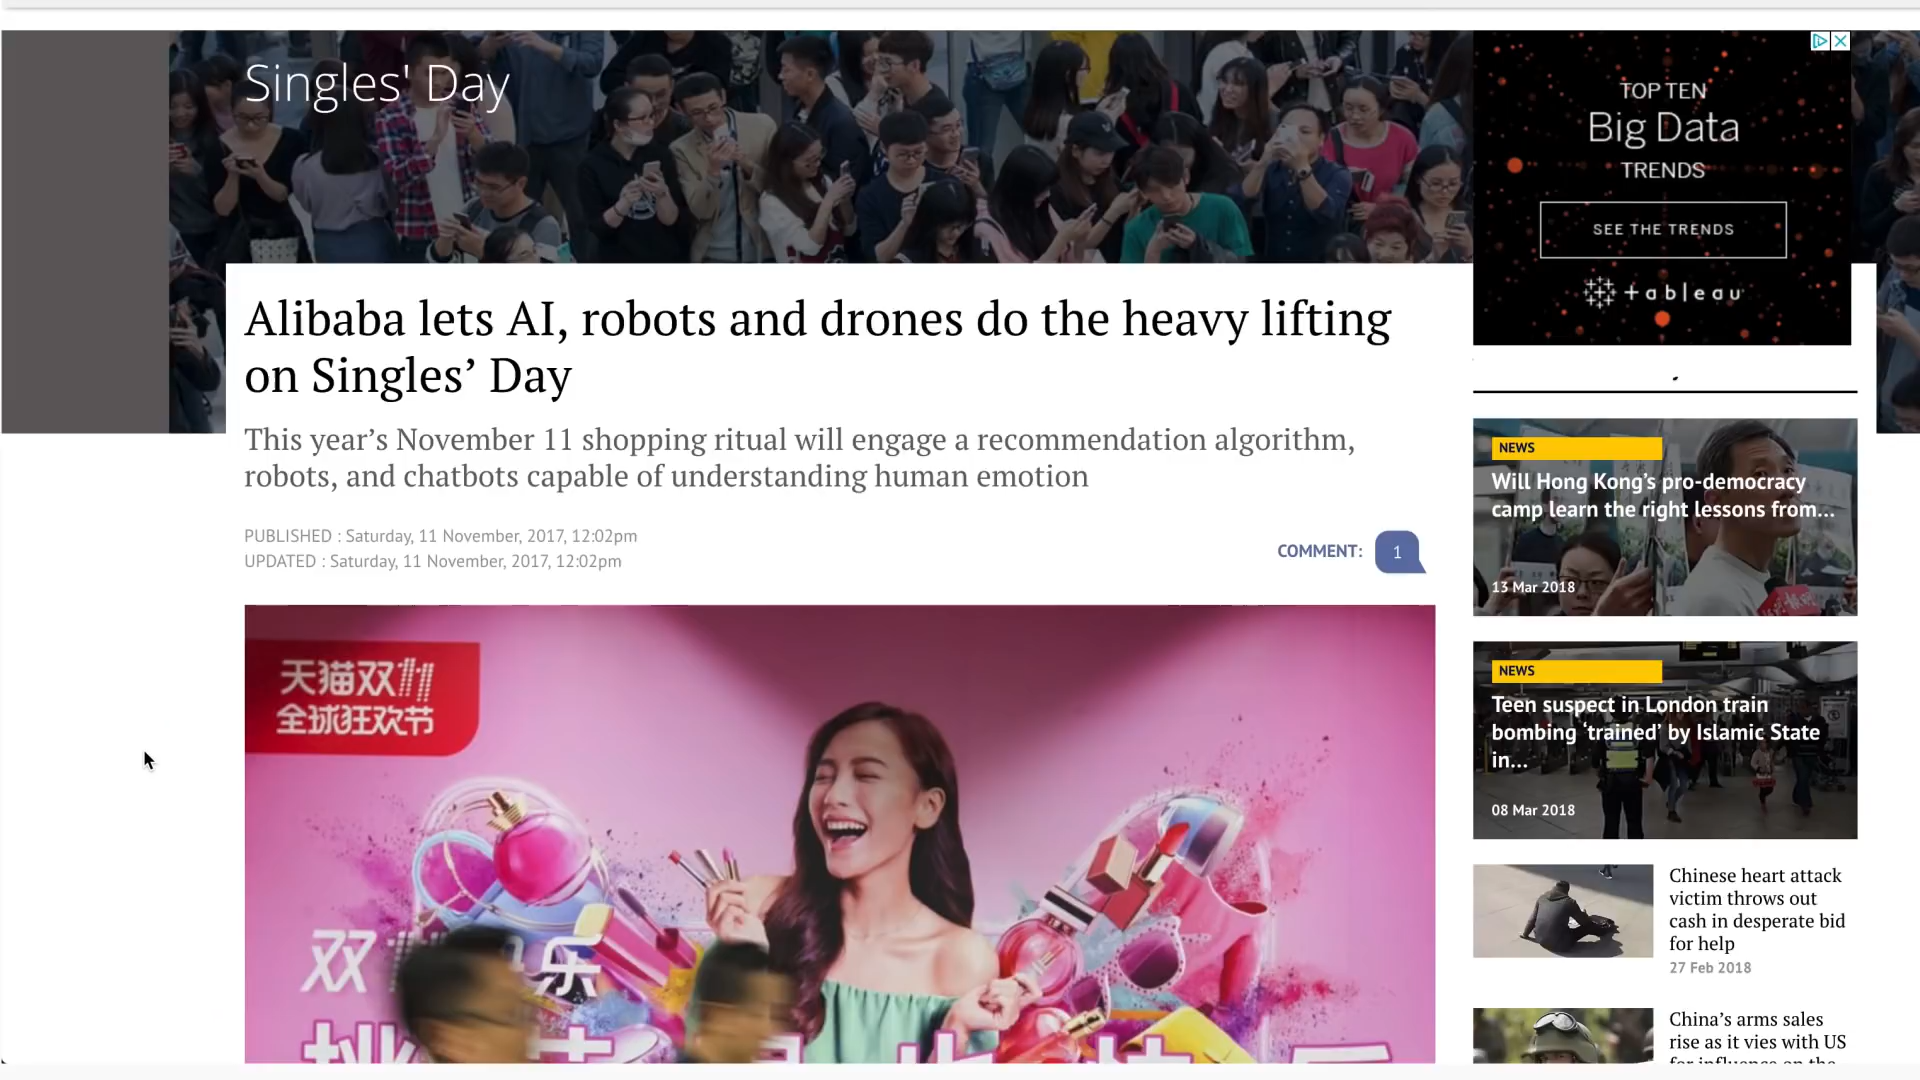 Singles' Day
Alibaba lets AI, robots and drones do the heavy lifting
on Singles’ Day
This year’s November 11 shopping ritual will engage a recommendation algorithm,
robots, and chatbots capable of understanding human emotion
PUBLISHED : Saturday, 11 November, 2017, 12:02pm
UPDATED : Saturday, 11 November, 2017, 12:02pm
COMMENT: 1
天猫双11
全球狂欢节
双
乐
TOP TEN
Big Data
TRENDS
SEE THE TRENDS
+ableau
NEWS
Will Hong Kong’s pro-democracy
camp learn the right lessons from...
13 Mar 2018
NEWS
Teen suspect in London train
bombing ‘trained’ by Islamic State
in...
08 Mar 2018
Chinese heart attack
victim throws out
cash in desperate bid
for help
27 Feb 2018
China’s arms sales
rise as it vies with US
for influence on the